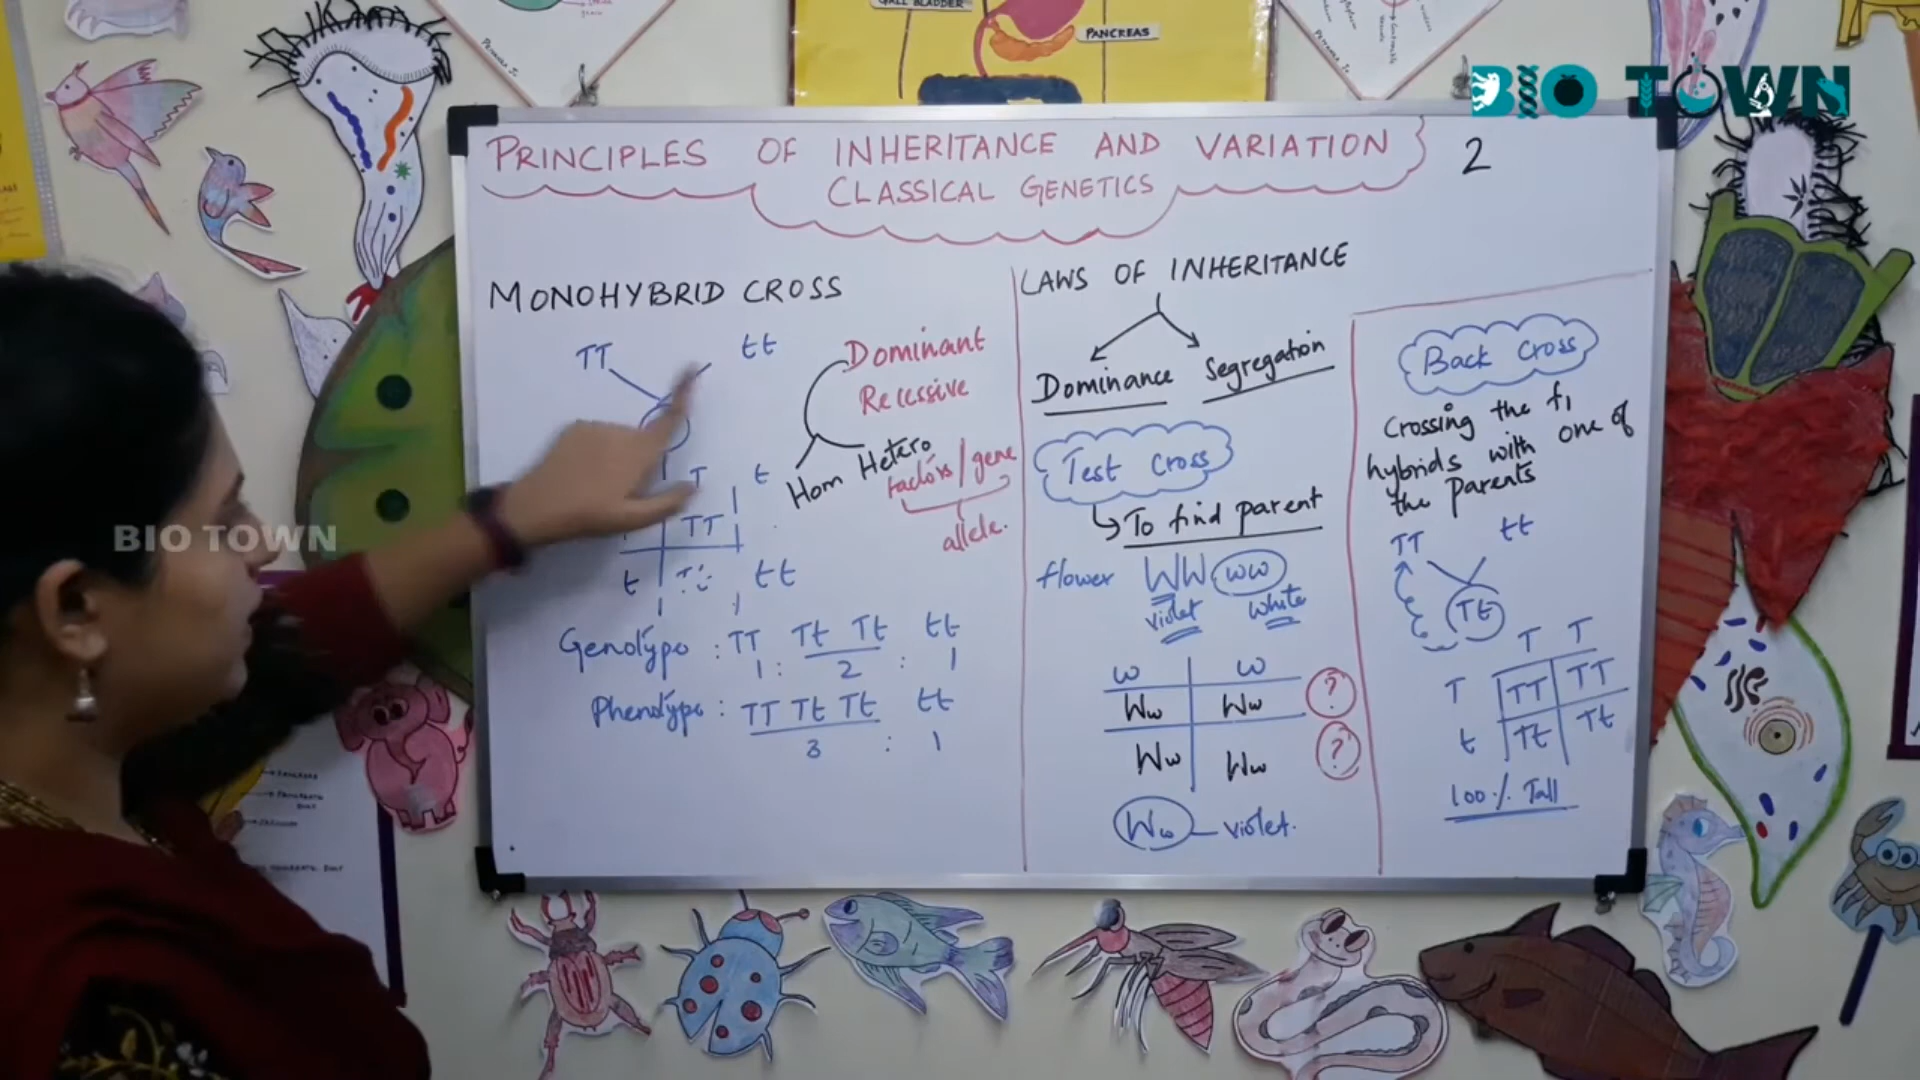 GALL BLADDER
PANCREAS
BIO TOWN
PRINCIPLES OF INHERITANCE AND VARIATION
CLASSICAL GENETICS
2
MONOHYBRID CROSS
TT tt
Dominant
Recessive
Hom Hetero
factors/gene
allele.
T t
TT
t tt
Genotype : TT Tt Tt tt
1 : 2 : 1
Phenotype : TT Tt Tt tt
3 : 1
LAWS OF INHERITANCE
Dominance Segregation
Test Cross
To find parent
flower WW ww
violet white
w w
Ww Ww ?
Ww Ww ?
Ww violet.
Back Cross
Crossing the f1
hybrids with one of
the parents
TT tt
Tt
T T
T TT TT
t Tt Tt
100% Tall
BIO TOWN